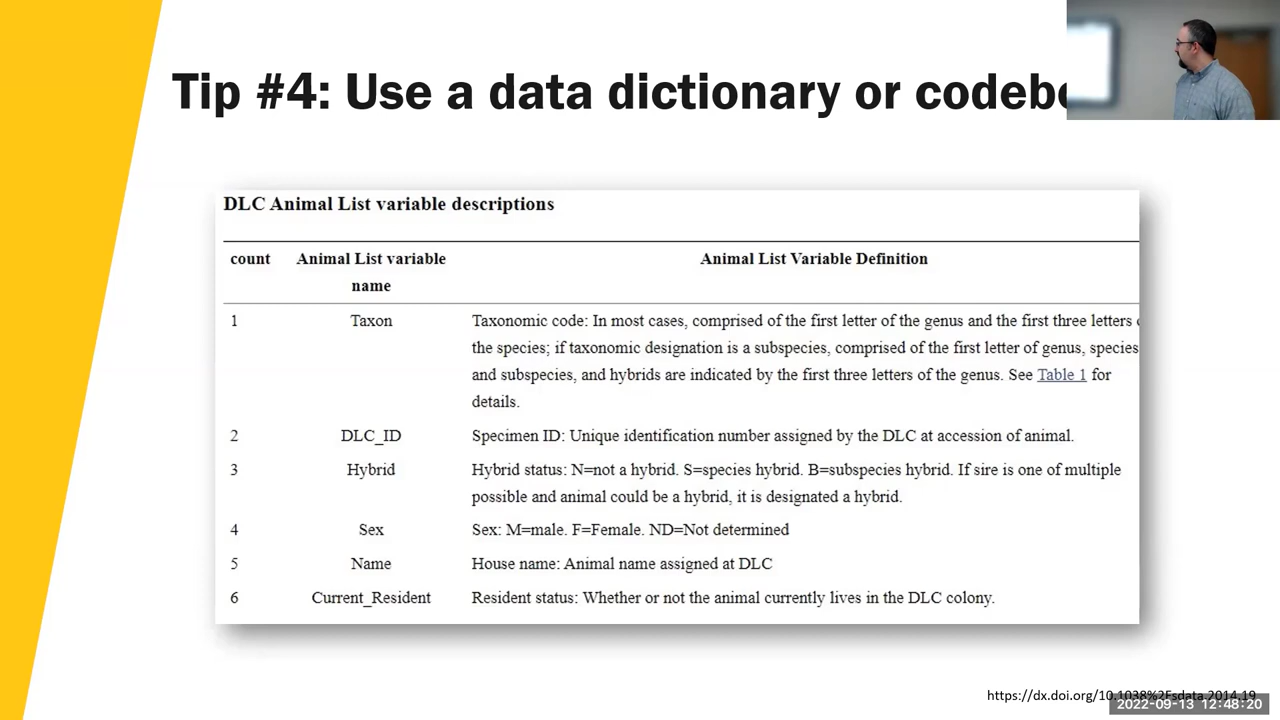 Tip #4: Use a data dictionary or codeb
DLC Animal List variable descriptions
count Animal List variable name Animal List Variable Definition
1 Taxon Taxonomic code: In most cases, comprised of the first letter of the genus and the first three letters
the species; if taxonomic designation is a subspecies, comprised of the first letter of genus, species
and subspecies, and hybrids are indicated by the first three letters of the genus. See Table 1 for
details.
2 DLC_ID Specimen ID: Unique identification number assigned by the DLC at accession of animal.
3 Hybrid Hybrid status: N=not a hybrid. S=species hybrid. B=subspecies hybrid. If sire is one of multiple
possible and animal could be a hybrid, it is designated a hybrid.
4 Sex Sex: M=male. F=Female. ND=Not determined
5 Name House name: Animal name assigned at DLC
6 Current_Resident Resident status: Whether or not the animal currently lives in the DLC colony.
https://dx.doi.org/10.1038%2Fsdata.2014.19
2022-09-13 12:48:20